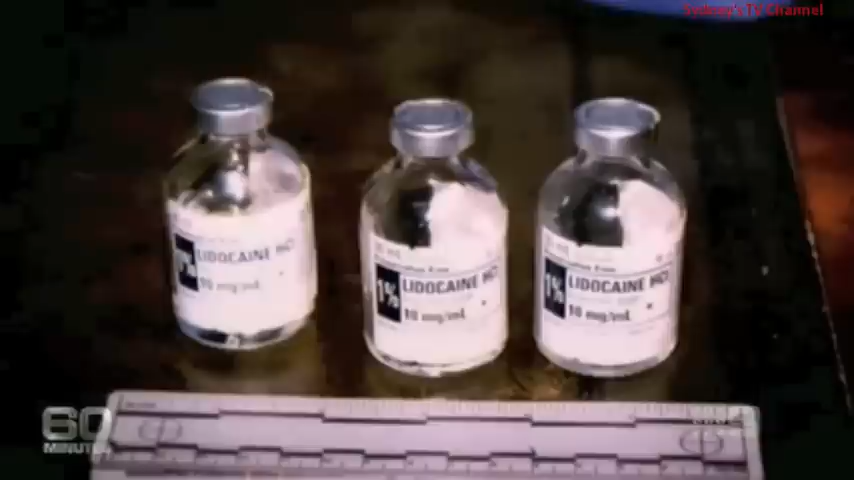 Sydney's TV Channel
LIDOCAINE HCl
10 mg/mL
1%
LIDOCAINE HCl
10 mg/mL
1%
LIDOCAINE HCl
10 mg/mL
60
MINUTES